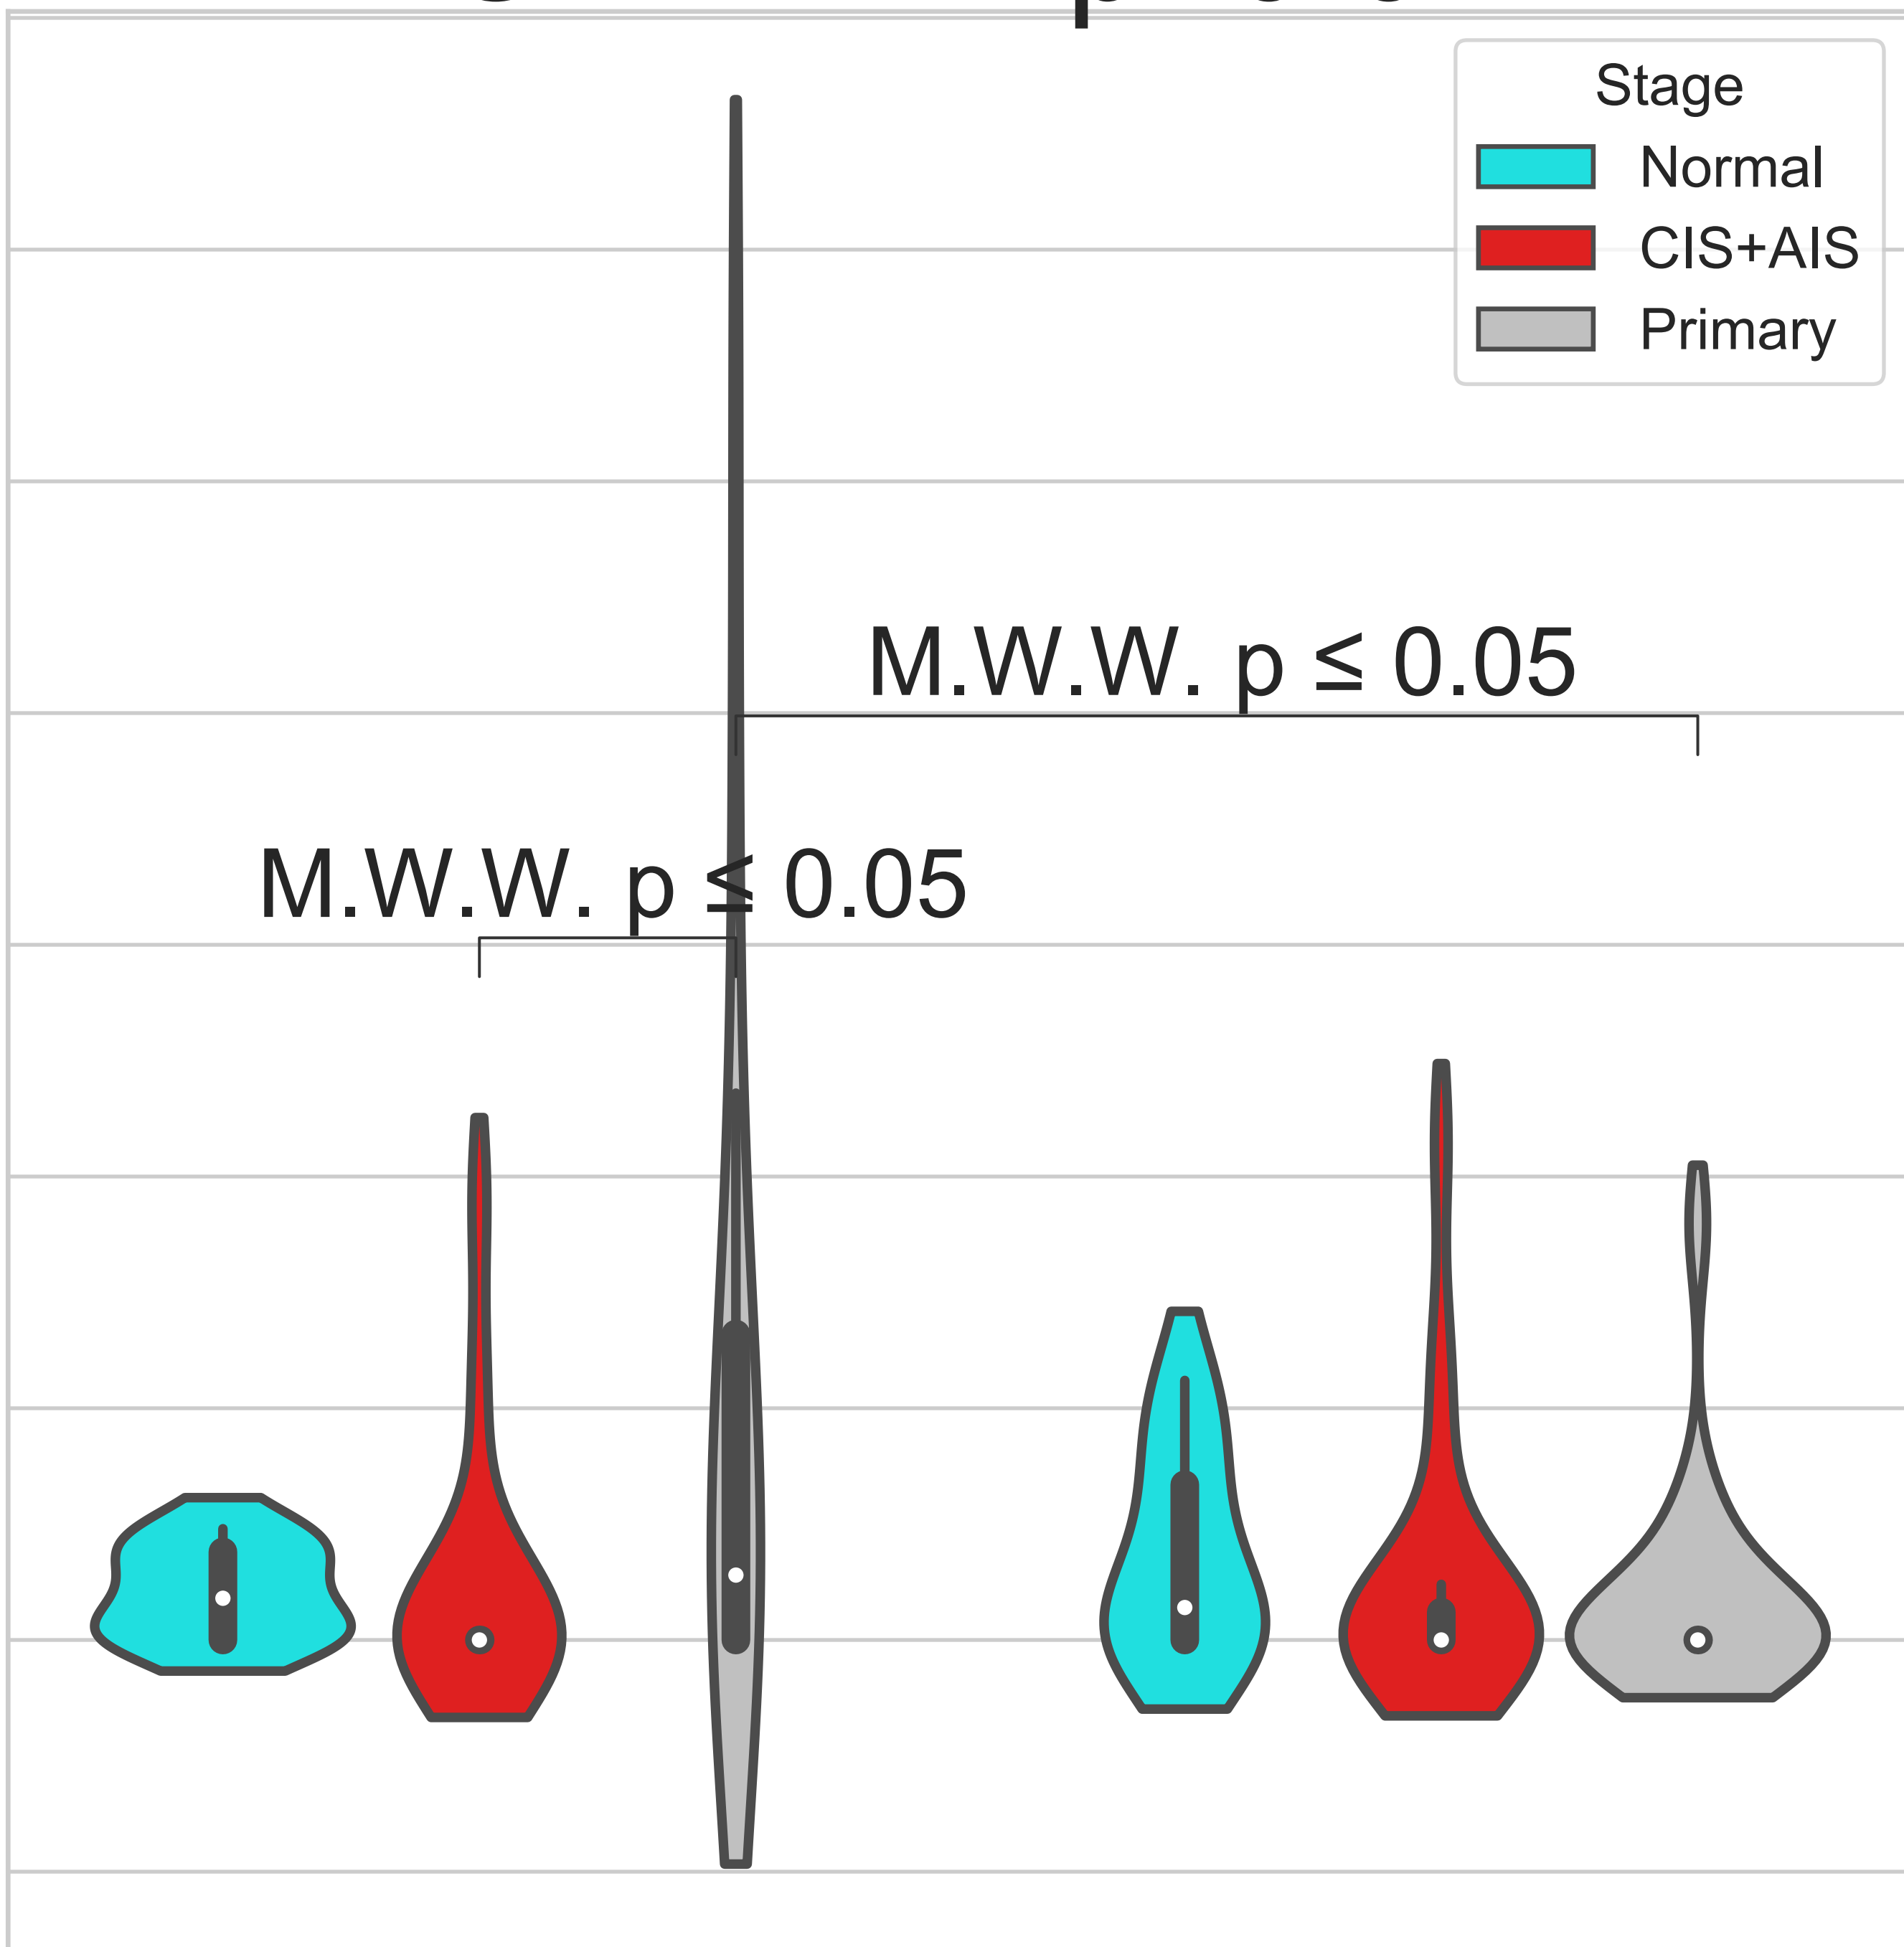 Stage
Normal
CIS+AIS
Primary
M.W.W. p ≤ 0.05
M.W.W. p ≤ 0.05